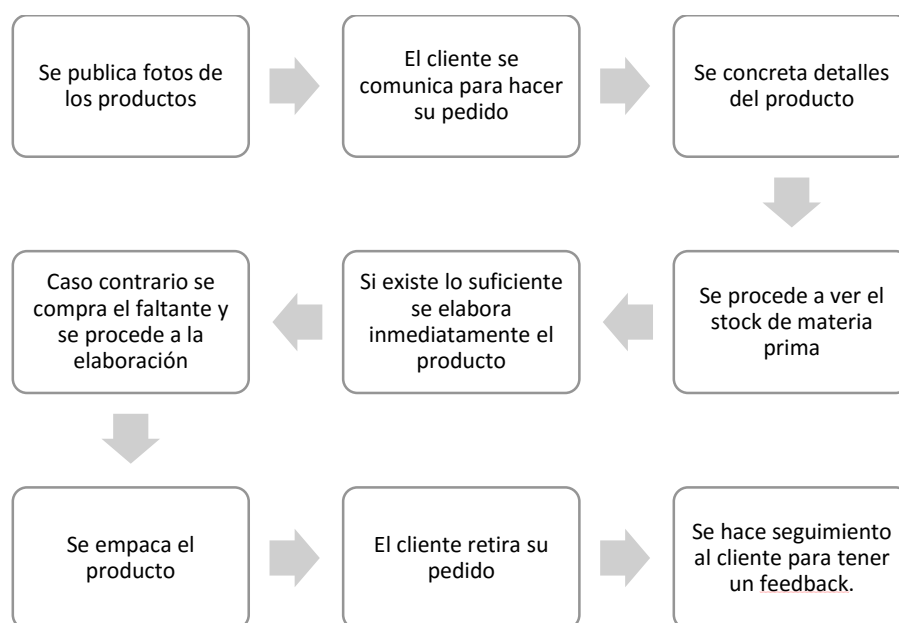 Se publica fotos de
los productos
El cliente se
comunica para hacer
su pedido
Se concreta detalles
del producto
Se procede a ver el
stock de materia
prima
Si existe lo suficiente
se elabora
inmediatamente el
producto
Caso contrario se
compra el faltante y
se procede a la
elaboración
Se empaca el
producto
El cliente retira su
pedido
Se hace seguimiento
al cliente para tener
un feedback.